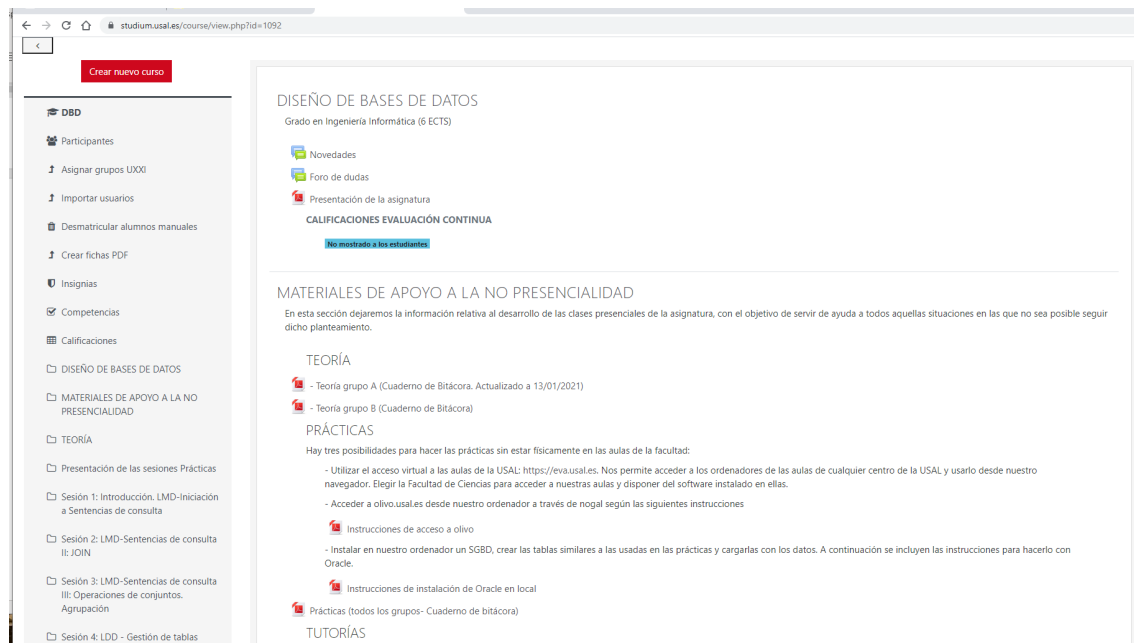 studium.usal.es/course/view.php?id=1092
Crear nuevo curso
DBD
Participantes
Asignar grupos UXXI
Importar usuarios
Desmatricular alumnos manuales
Crear fichas PDF
Insignias
Competencias
Calificaciones
DISEÑO DE BASES DE DATOS
MATERIALES DE APOYO A LA NO
PRESENCIALIDAD
TEORÍA
Presentación de las sesiones Prácticas
Sesión 1: Introducción. LMD-Iniciación
a Sentencias de consulta
Sesión 2: LMD-Sentencias de consulta
II: JOIN
Sesión 3: LMD-Sentencias de consulta
III: Operaciones de conjuntos.
Agrupación
Sesión 4: LDD - Gestión de tablas
DISEÑO DE BASES DE DATOS
Grado en Ingeniería Informática (6 ECTS)
Novedades
Foro de dudas
Presentación de la asignatura
CALIFICACIONES EVALUACIÓN CONTINUA
No mostrado a los estudiantes
MATERIALES DE APOYO A LA NO PRESENCIALIDAD
En esta sección dejaremos la información relativa al desarrollo de las clases presenciales de la asignatura, con el objetivo de servir de ayuda a todos aquellas situaciones en las que no sea posible seguir
dicho planteamiento.
TEORÍA
- Teoría grupo A (Cuaderno de Bitácora. Actualizado a 13/01/2021)
- Teoría grupo B (Cuaderno de Bitácora)
PRÁCTICAS
Hay tres posibilidades para hacer las prácticas sin estar físicamente en las aulas de la facultad:
- Utilizar el acceso virtual a las aulas de la USAL: https://eva.usal.es. Nos permite acceder a los ordenadores de las aulas de cualquier centro de la USAL y usarlo desde nuestro
navegador. Elegir la Facultad de Ciencias para acceder a nuestras aulas y disponer del software instalado en ellas.
- Acceder a olivo.usal.es desde nuestro ordenador a través de nogal según las siguientes instrucciones
Instrucciones de acceso a olivo
- Instalar en nuestro ordenador un SGBD, crear las tablas similares a las usadas en las prácticas y cargarlas con los datos. A continuación se incluyen las instrucciones para hacerlo con
Oracle.
Instrucciones de instalación de Oracle en local
Prácticas (todos los grupos- Cuaderno de bitácora)
TUTORÍAS